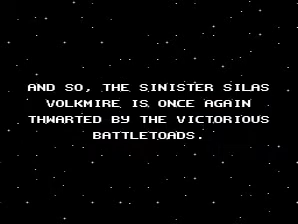 AND SO, THE SINISTER SILAS
VOLKMIRE IS ONCE AGAIN
THWARTED BY THE VICTORIOUS
BATTLETOADS.